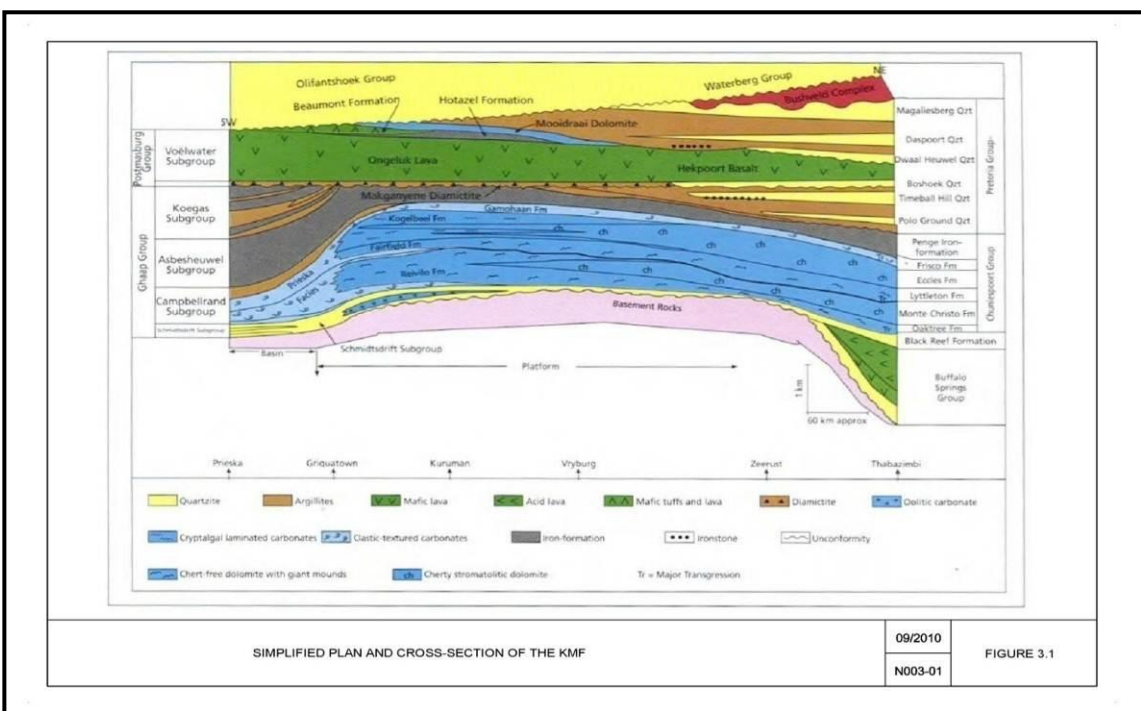 NE
Olifantshoek Group
Waterberg Group
Beaumont Formation
Hotazel Formation
Bushveld Complex
Mooidraai Dolomite
SW
Magaliesberg Qzt
Daspoort Qzt
Postmasburg
Group
Voëlwater
Subgroup
Ongeluk Lava
Hekpoort Basalt
Dwaal Heuwel Qzt
Pretoria Group
Boshoek Qzt
Makganyene Diamictite
Timeball Hill Qzt
Koegas
Subgroup
Gamohaan Fm
Kogelbeel Fm
ch
Polo Ground Qzt
Ghaap Group
Fairfield Fm
Penge Iron-
formation
Asbesheuwel
Subgroup
Prieska
Facies
Reivilo Fm
Frisco Fm
Eccles Fm
Chuniespoort Group
Lyttleton Fm
Campbellrand
Subgroup
Basement Rocks
Monte Christo Fm
Tr
Oaktree Fm
Schmidtsdrift Subgroup
Black Reef Formation
Basin
Schmidtsdrift Subgroup
Platform
1 km
60 km approx
Buffalo
Springs
Group
Prieska
Griquatown
Kuruman
Vryburg
Zeerust
Thabazimbi
Quartzite
Argillites
Mafic lava
Acid lava
Mafic tuffs and lava
Diamictite
Oolitic carbonate
Cryptalgal laminated carbonates
Clastic-textured carbonates
Iron-formation
Ironstone
Unconformity
Chert-free dolomite with giant mounds
ch
Cherty stromatolitic dolomite
Tr = Major Transgression
SIMPLIFIED PLAN AND CROSS-SECTION OF THE KMF
09/2010
N003-01
FIGURE 3.1